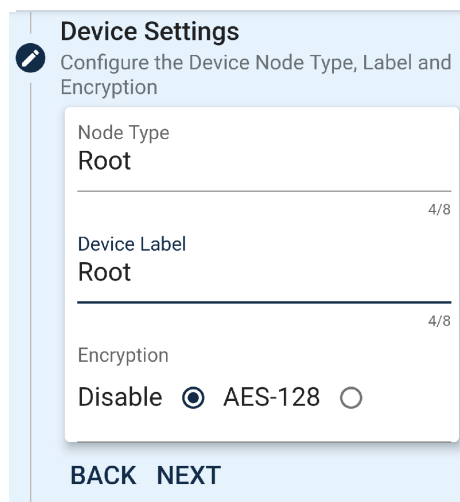 Device Settings
Configure the Device Node Type, Label and
Encryption
Node Type
Root
4/8
Device Label
Root
4/8
Encryption
Disable AES-128
BACK NEXT